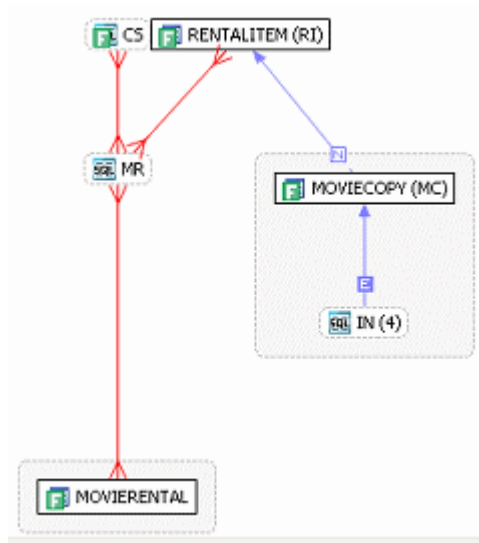 CS
RENTALITEM (RI)
MR
N
MOVIECOPY (MC)
E
IN (4)
MOVIERENTAL